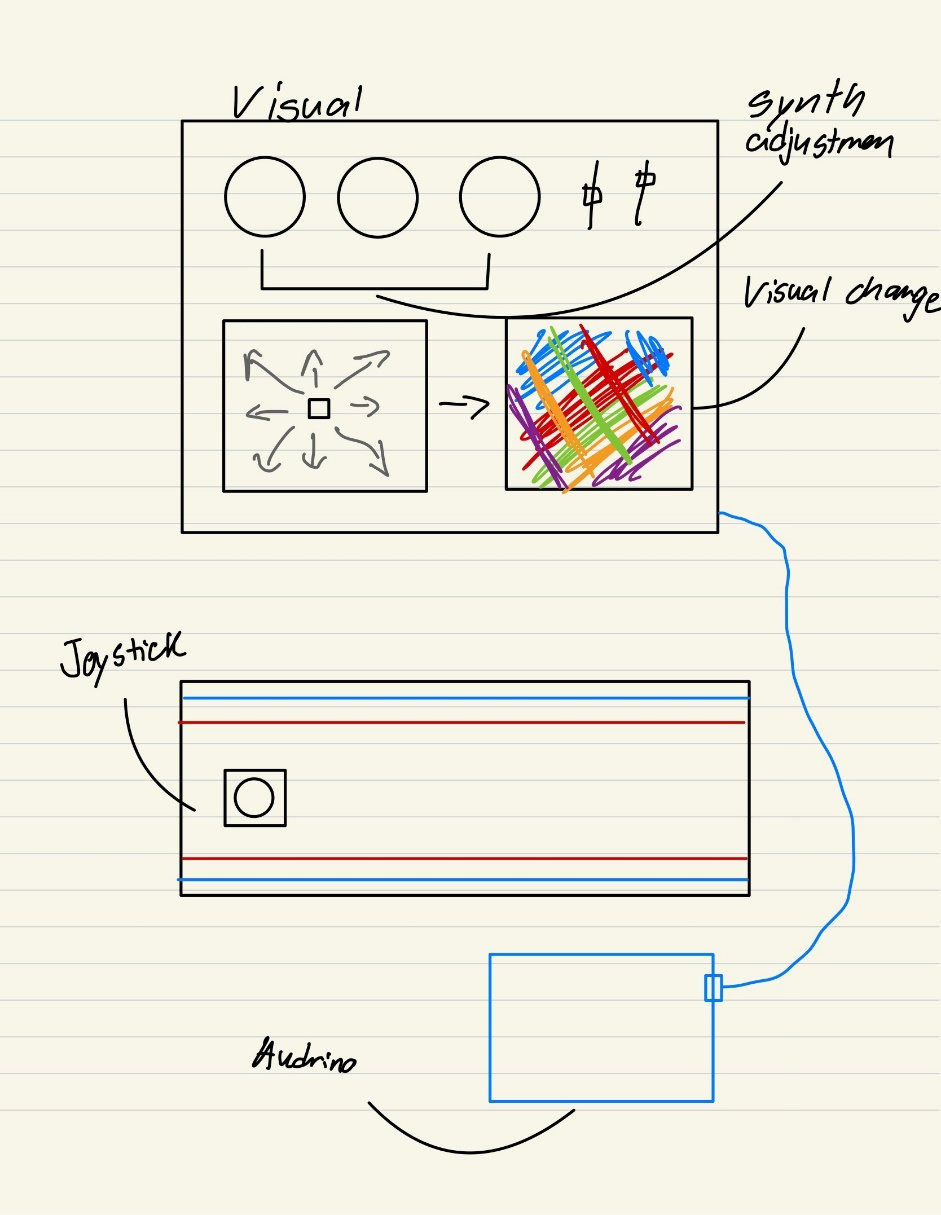 Visual
synth
adjustmen
Visual change
Joystick
Audrino